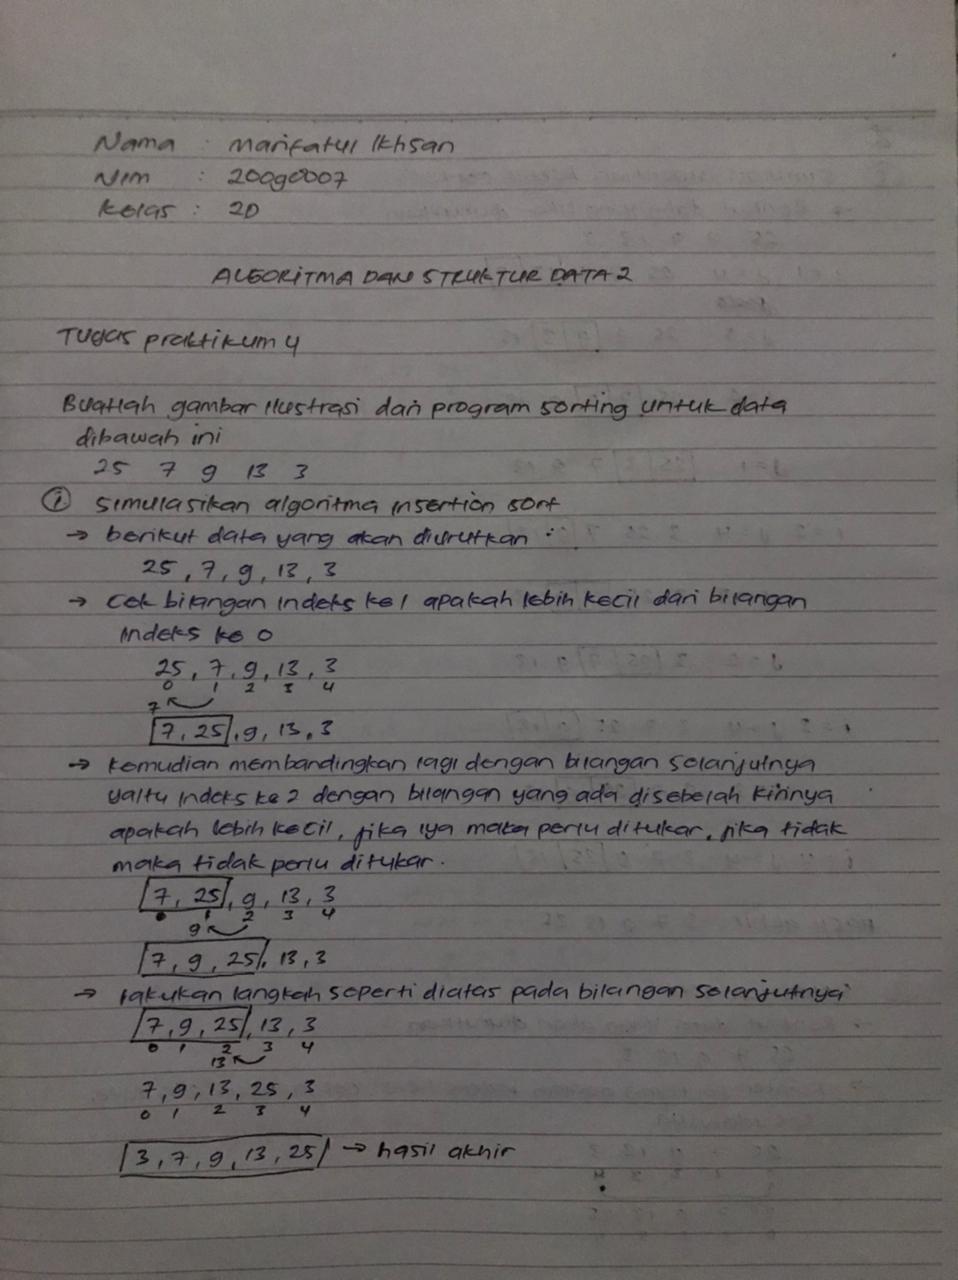 Nama : Marifatul Ikhsan
Nim : 20090007
Kelas : 2D
ALGORITMA DAN STRUKTUR DATA 2
Tugas praktikum 4
Buatlah gambar ilustrasi dari program sorting untuk data
dibawah ini
25 7 9 13 3
① simulasikan algoritma insertion sort
→ berikut data yang akan diurutkan :
25, 7, 9, 13, 3
→ cek bilangan indeks ke 1 apakah lebih kecil dari bilangan
indeks ke 0
25, 7, 9, 13, 3
0 1 2 3 4
7
7, 25, 9, 13, 3
→ kemudian membandingkan lagi dengan bilangan selanjutnya
yaitu indeks ke 2 dengan bilangan yang ada disebelah kirinya
apakah lebih kecil, jika iya maka perlu ditukar, jika tidak
maka tidak perlu ditukar.
7, 25, 9, 13, 3
0 1 2 3 4
9
7, 9, 25, 13, 3
→ lakukan langkah seperti diatas pada bilangan selanjutnya
7, 9, 25, 13, 3
0 1 2 3 4
13
7, 9, 13, 25, 3
0 1 2 3 4
3, 7, 9, 13, 25 → hasil akhir